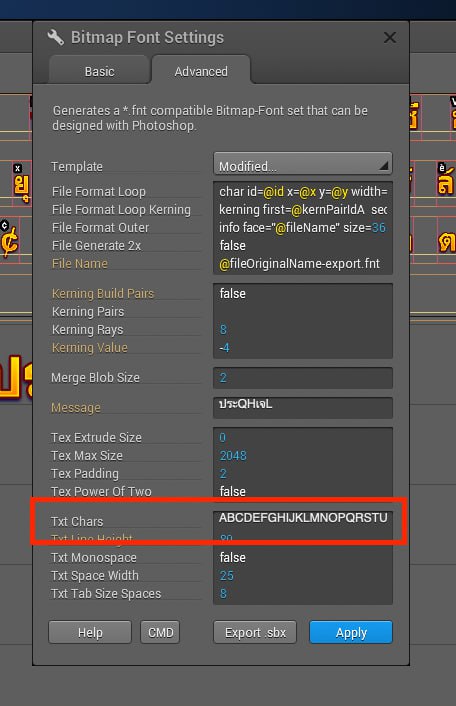 Bitmap Font Settings
Basic
Advanced
Generates a *.fnt compatible Bitmap-Font set that can be
designed with Photoshop.
Template Modified...
File Format Loop char id=@id x=@x y=@y width=
File Format Loop Kerning kerning first=@kernPairIdA sec
File Format Outer info face="@fileName" size=36
File Generate 2x false
File Name @fileOriginalName-export.fnt
Kerning Build Pairs false
Kerning Pairs
Kerning Rays 8
Kerning Value -4
Merge Blob Size 2
Message ประQHเจL
Tex Extrude Size 0
Tex Max Size 2048
Tex Padding 2
Tex Power Of Two false
Txt Chars ABCDEFGHIJKLMNOPQRSTU
Txt Line Height 80
Txt Monospace false
Txt Space Width 25
Txt Tab Size Spaces 8
Help
CMD
Export .sbx
Apply